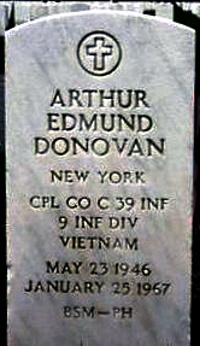 ARTHUR
EDMUND
DONOVAN
NEW YORK
CPL CO C 39 INF
9 INF DIV
VIETNAM
MAY 23 1946
JANUARY 25 1967
BSM–PH